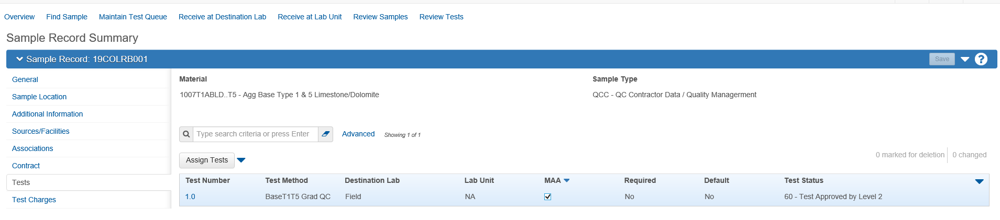 Overview Find Sample Maintain Test Queue Receive at Destination Lab Receive at Lab Unit Review Samples Review Tests
Sample Record Summary
Sample Record: 19COLRB001 Save ?
General
Sample Location
Additional Information
Sources/Facilities
Associations
Contract
Tests
Test Charges
Material Sample Type
1007T1ABLD..T5 - Agg Base Type 1 & 5 Limestone/Dolomite QCC - QC Contractor Data / Quality Managerment
Type search criteria or press Enter Advanced Showing 1 of 1
Assign Tests 0 marked for deletion 0 changed
Test Number Test Method Destination Lab Lab Unit MAA Required Default Test Status
1.0 BaseT1T5 Grad QC Field NA No No 60 - Test Approved by Level 2